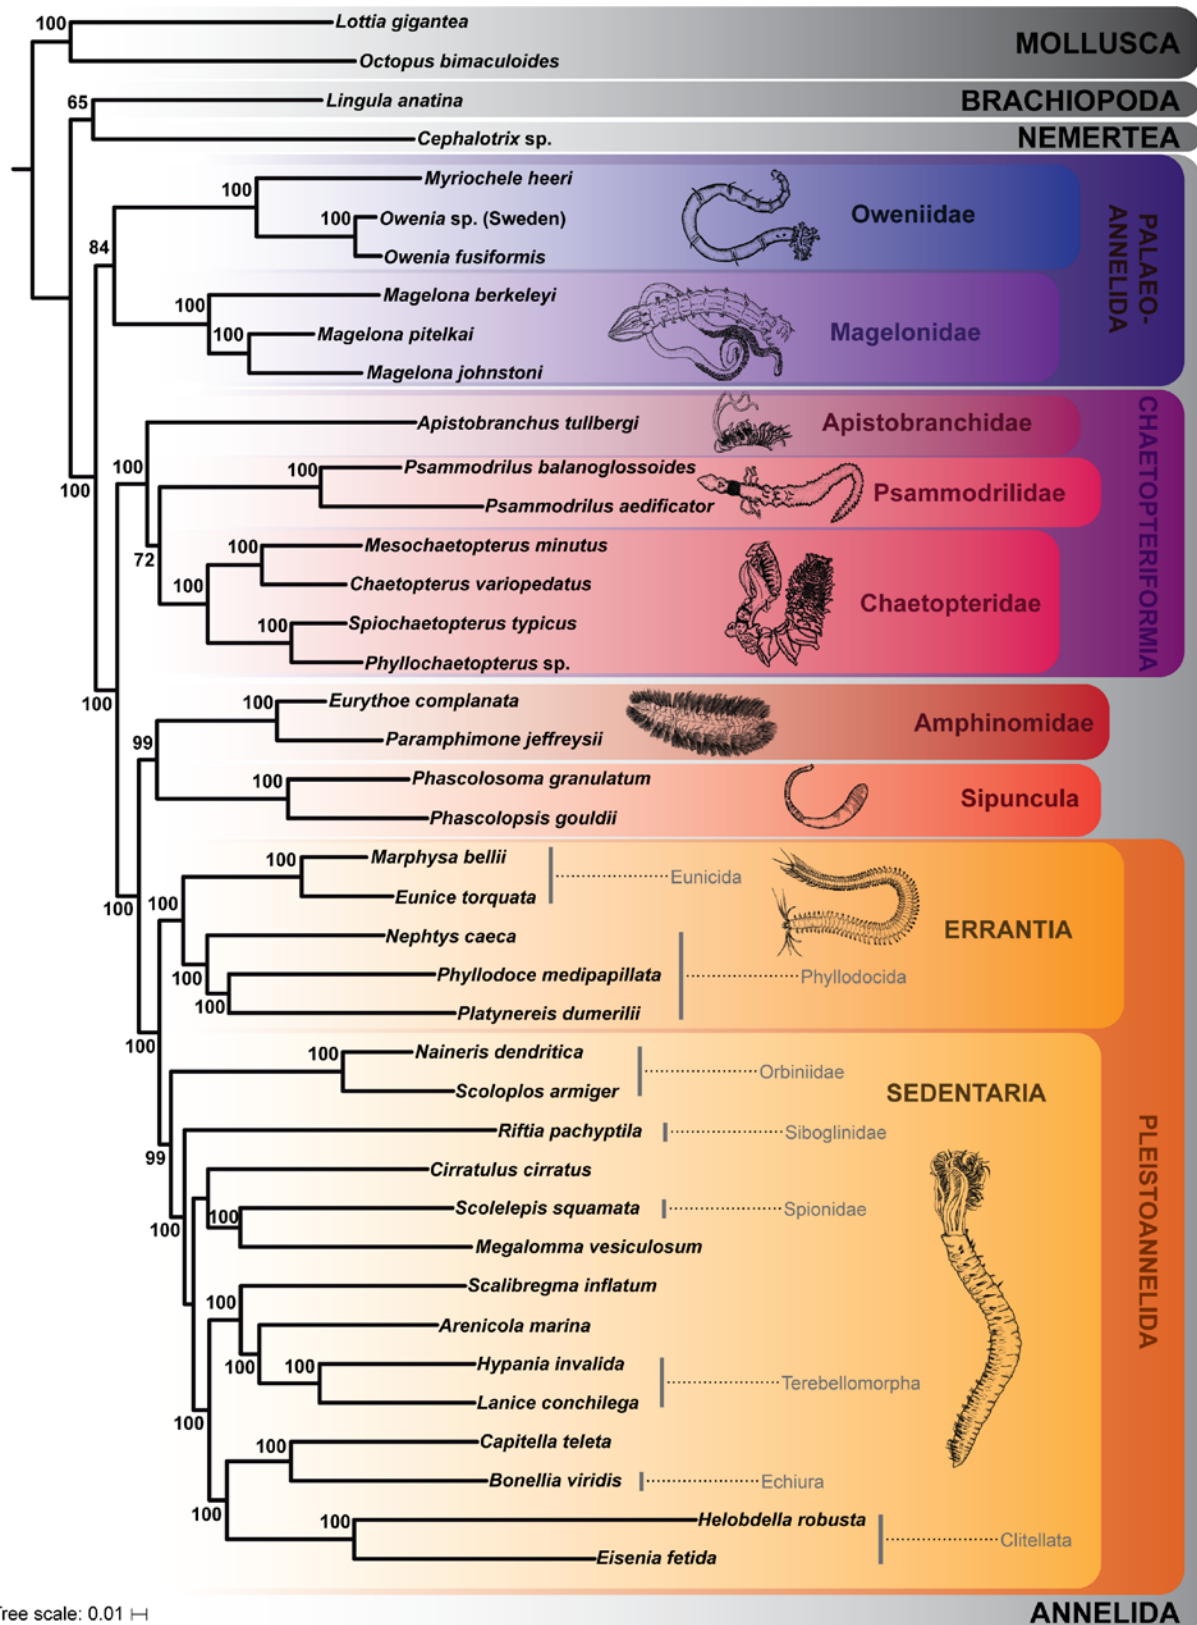 100
Lottia gigantea
Octopus bimaculoides
MOLLUSCA
65
Lingula anatina
BRACHIOPODA
Cephalotrix sp.
NEMERTEA
100
Myriochele heeri
100
Owenia sp. (Sweden)
Owenia fusiformis
Oweniidae
PALAEO-
ANNELIDA
84
100
Magelona berkeleyi
100
Magelona pitelkai
Magelona johnstoni
Magelonidae
100
Apistobranchus tullbergi
Apistobranchidae
CHAETOPTERIFORMIA
100
100
Psammodrilus balanoglossoides
Psammodrilus aedificator
Psammodrilidae
72
100
Mesochaetopterus minutus
Chaetopterus variopedatus
100
100
Spiochaetopterus typicus
Phyllochaetopterus sp.
Chaetopteridae
100
100
Eurythoe complanata
Paramphimone jeffreysii
Amphinomidae
99
100
Phascolosoma granulatum
Phascolopsis gouldii
Sipuncula
100
100
Marphysa bellii
Eunice torquata
Eunicida
100
Nephtys caeca
100
Phyllodoce medipapillata
Phyllodocida
100
Platynereis dumerilii
ERRANTIA
100
100
Naineris dendritica
Scoloplos armiger
Orbiniidae
SEDENTARIA
PLEISTOANNELIDA
99
Riftia pachyptila
Siboglinidae
Cirratulus cirratus
100
100
Scolelepis squamata
Spionidae
Megalomma vesiculosum
100
Scalibregma inflatum
Arenicola marina
100
100
Hypania invalida
Lanice conchilega
Terebellomorpha
100
100
Capitella teleta
Bonellia viridis
Echiura
100
100
Helobdella robusta
Eisenia fetida
Clitellata
Tree scale: 0.01
ANNELIDA